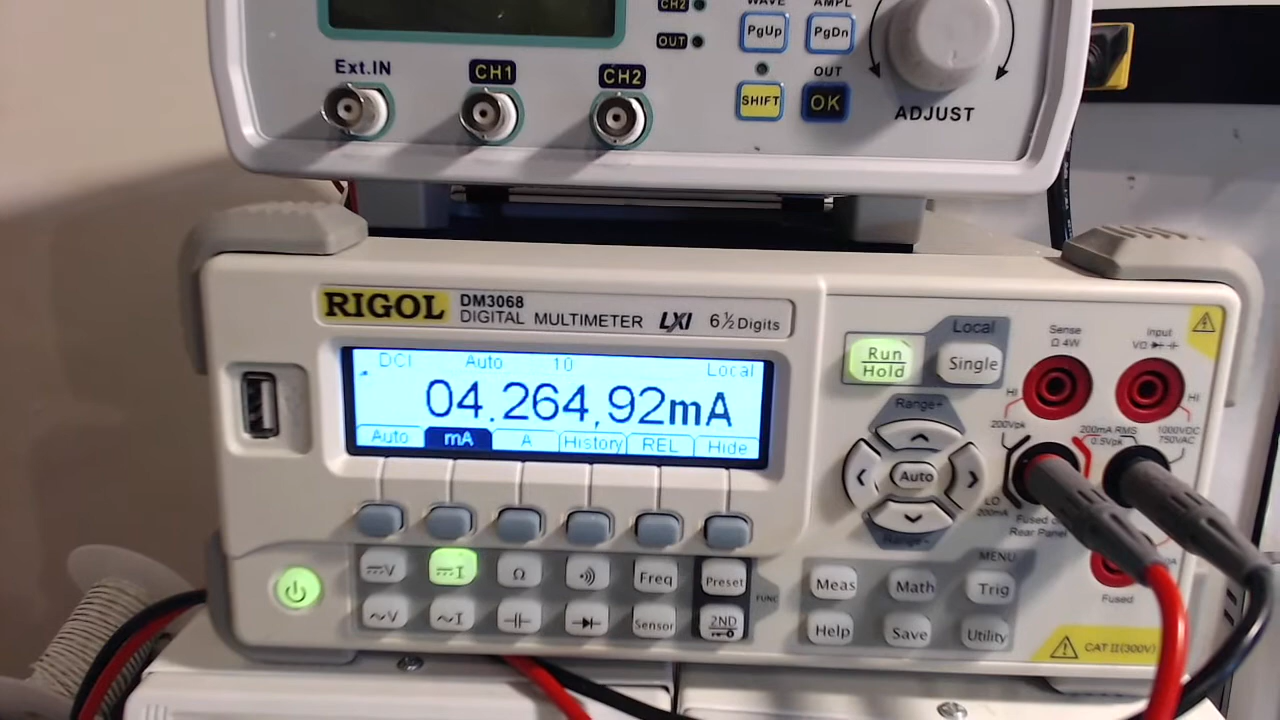 CH2
OUT
WAVE
AMPL
PgUp
PgDn
Ext.IN
CH1
CH2
SHIFT
OUT
OK
ADJUST
RIGOL
DM3068
DIGITAL MULTIMETER
LXI
6½ Digits
DCI Auto 10 Local
04.264,92mA
Auto mA A History REL Hide
Run
Hold
Local
Single
Range+
Auto
Sense
Ω 4W
Input
HI
HI
200Vpk
200mA RMS
0.5Vpk
1000VDC
750VAC
LO
200mA
Rear Panel
Fused
V
I
Ω
Freq
Preset
FUNC
V
I
Sensor
2ND
MENU
Meas
Math
Trig
Help
Save
Utility
CAT II(300V)